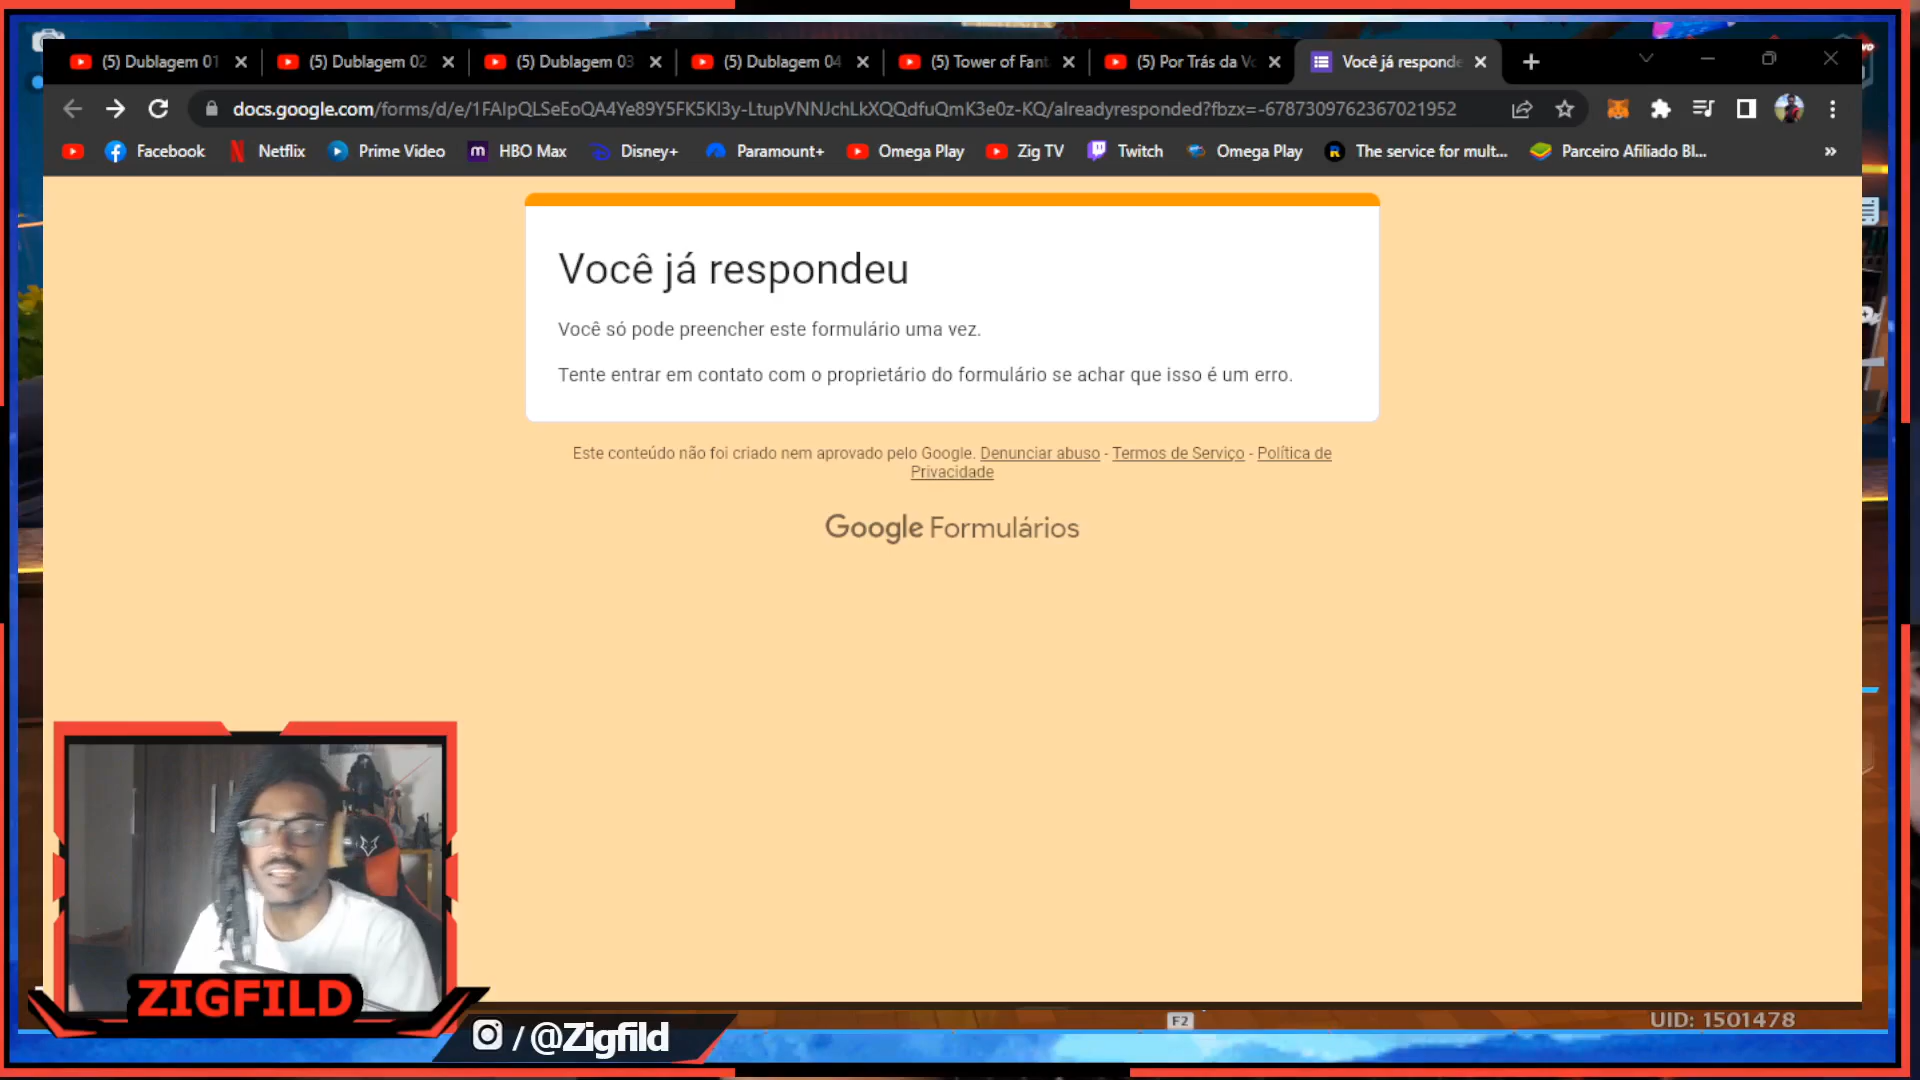 (5) Dublagem 01
(5) Dublagem 02
(5) Dublagem 03
(5) Dublagem 04
(5) Tower of Fant
(5) Por Trás da Vo
Você já responde
docs.google.com/forms/d/e/1FAIpQLSeEoQA4Ye89Y5FK5Kl3y-LtupVNNJchLkXQQdfuQmK3e0z-KQ/alreadyresponded?fbzx=-6787309762367021952
Facebook
Netflix
Prime Video
HBO Max
Disney+
Paramount+
Omega Play
Zig TV
Twitch
Omega Play
The service for mult...
Parceiro Afiliado Bl...
Você já respondeu
Você só pode preencher este formulário uma vez.
Tente entrar em contato com o proprietário do formulário se achar que isso é um erro.
Este conteúdo não foi criado nem aprovado pelo Google. Denunciar abuso - Termos de Serviço - Política de
Privacidade
Google Formulários
ZIGFILD
/ @Zigfild
F2
UID: 1501478